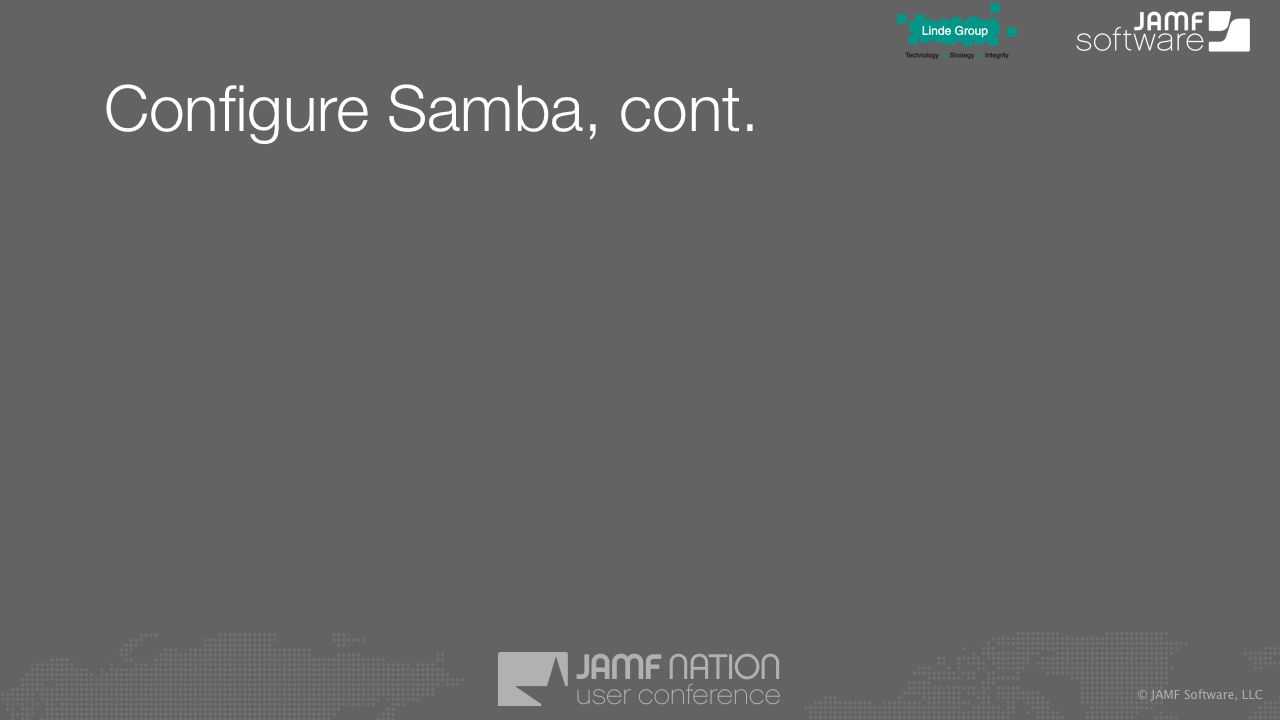 Linde Group
Technology Strategy Integrity
JAMF
software
Configure Samba, cont.
JAMF NATION
user conference
© JAMF Software, LLC